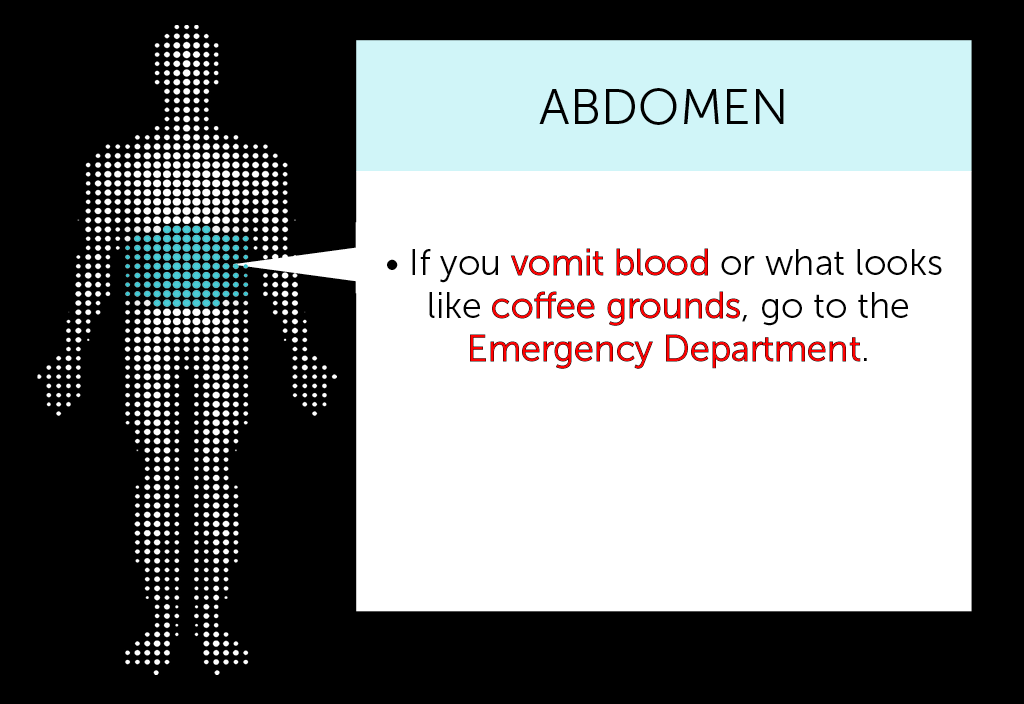 ABDOMEN
• If you vomit blood or what looks
like coffee grounds, go to the
Emergency Department.